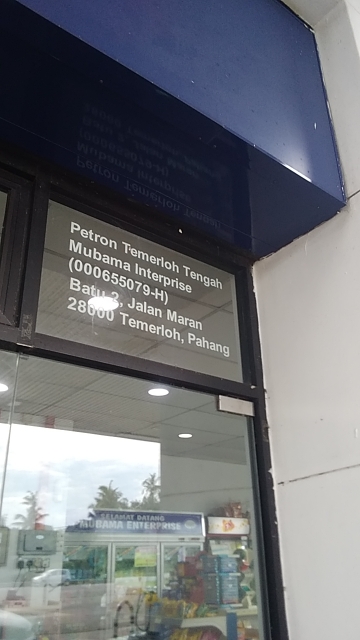 Petron Temerloh Tengah
Mubama Interprise
(000655079-H)
Batu 2, Jalan Maran
28000 Temerloh, Pahang
SELAMAT DATANG
MUBAMA ENTERPRISE